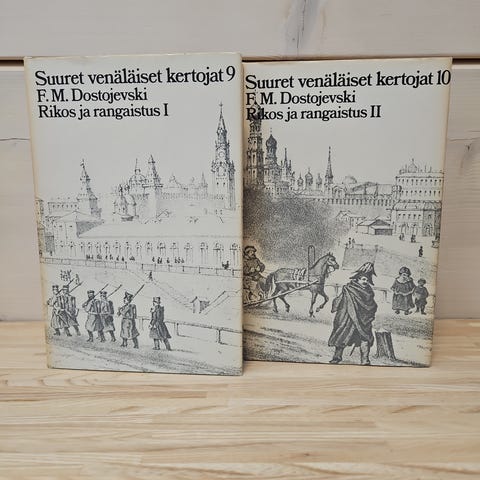 Suuret venäläiset kertojat 9
F. M. Dostojevski
Rikos ja rangaistus I
Suuret venäläiset kertojat 10
F. M. Dostojevski
Rikos ja rangaistus II